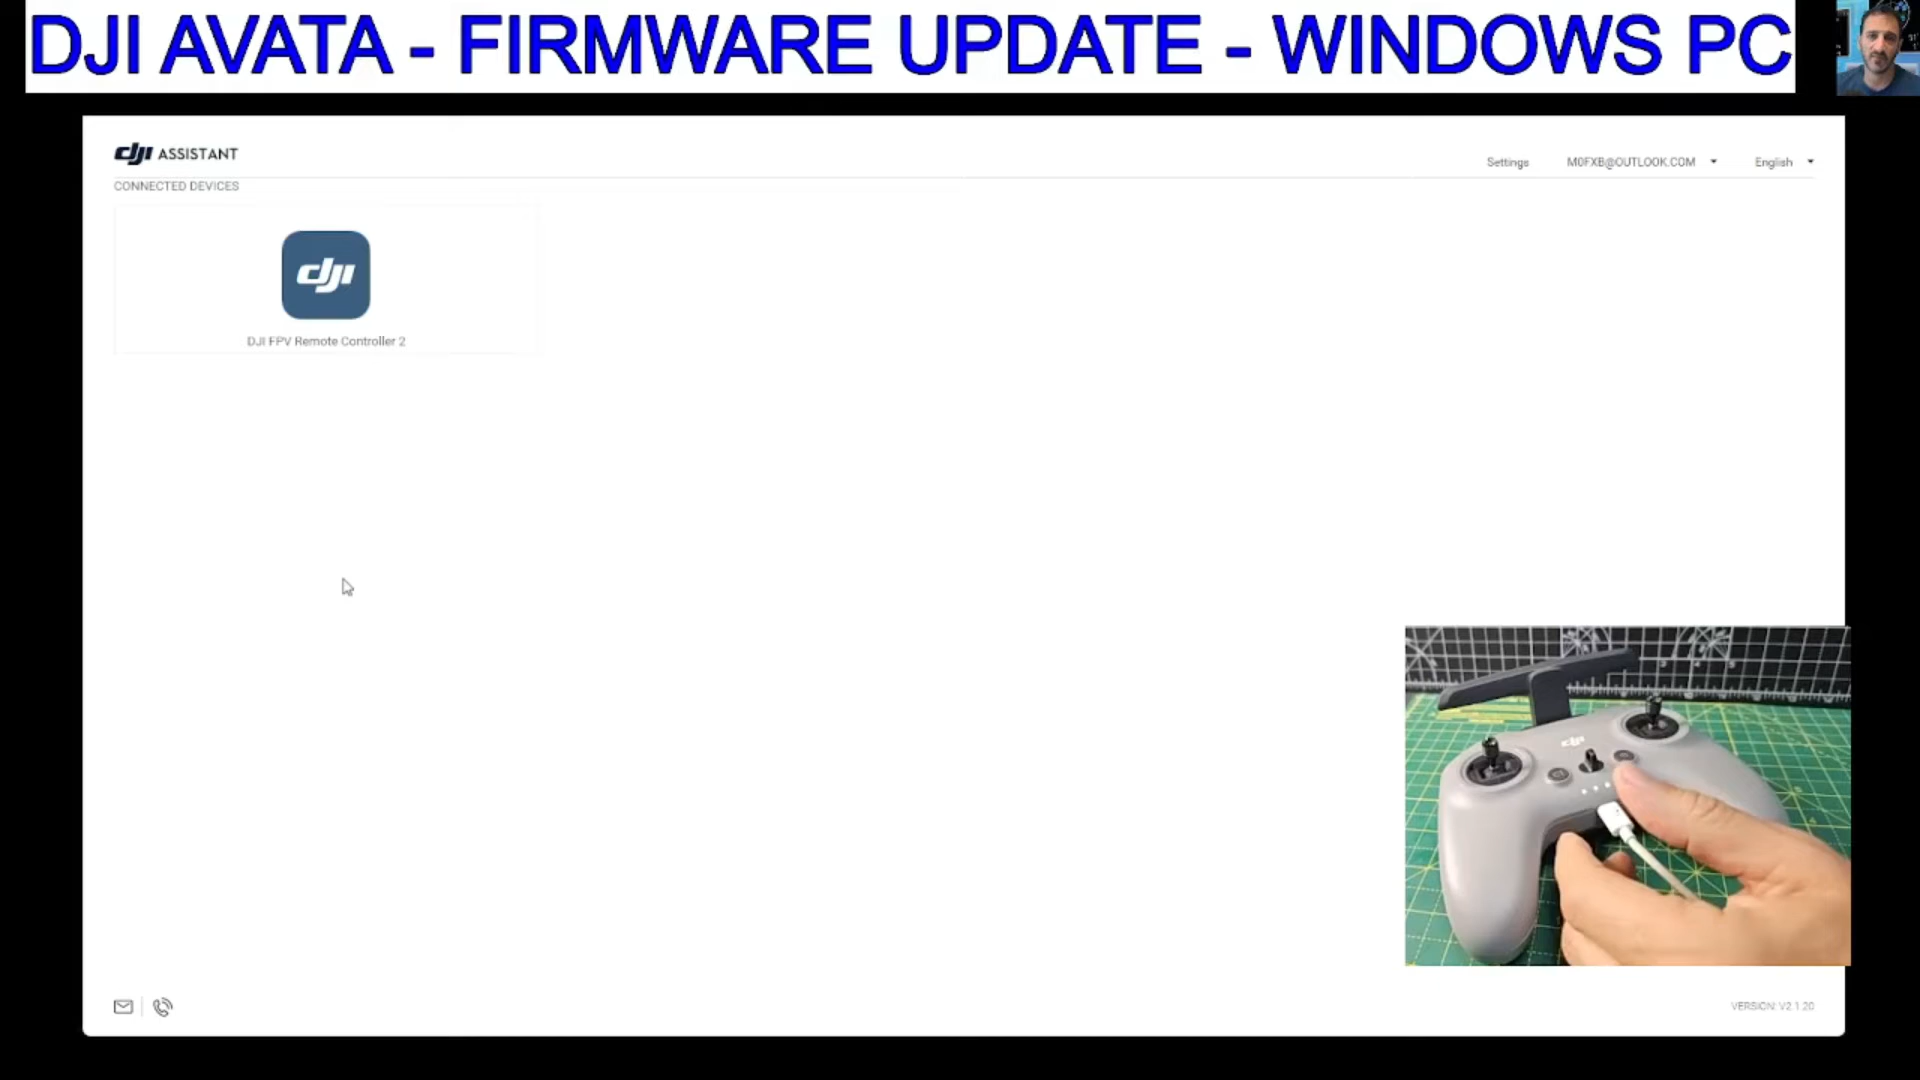 DJI AVATA - FIRMWARE UPDATE - WINDOWS PC
dji ASSISTANT
Settings
M0FXB@OUTLOOK.COM
English
CONNECTED DEVICES
dji
DJI FPV Remote Controller 2
dji
VERSION: V2.1.20